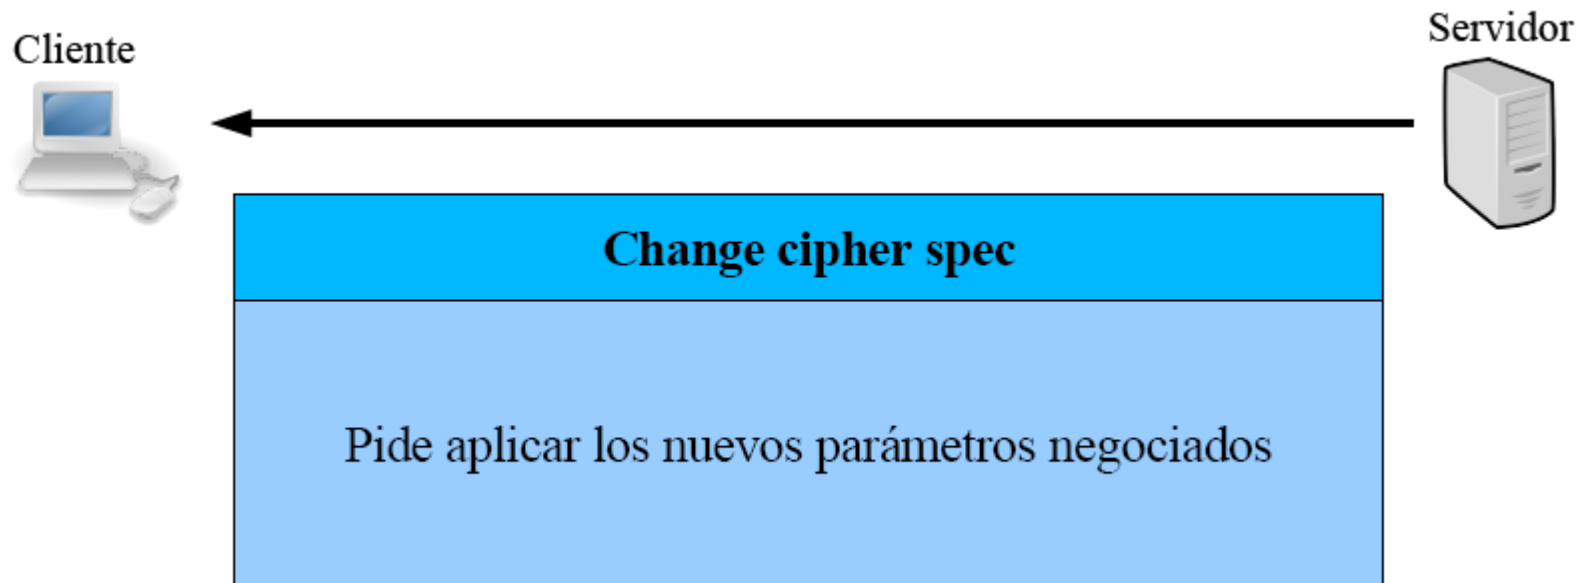 Cliente
Servidor
Change cipher spec
Pide aplicar los nuevos parámetros negociados